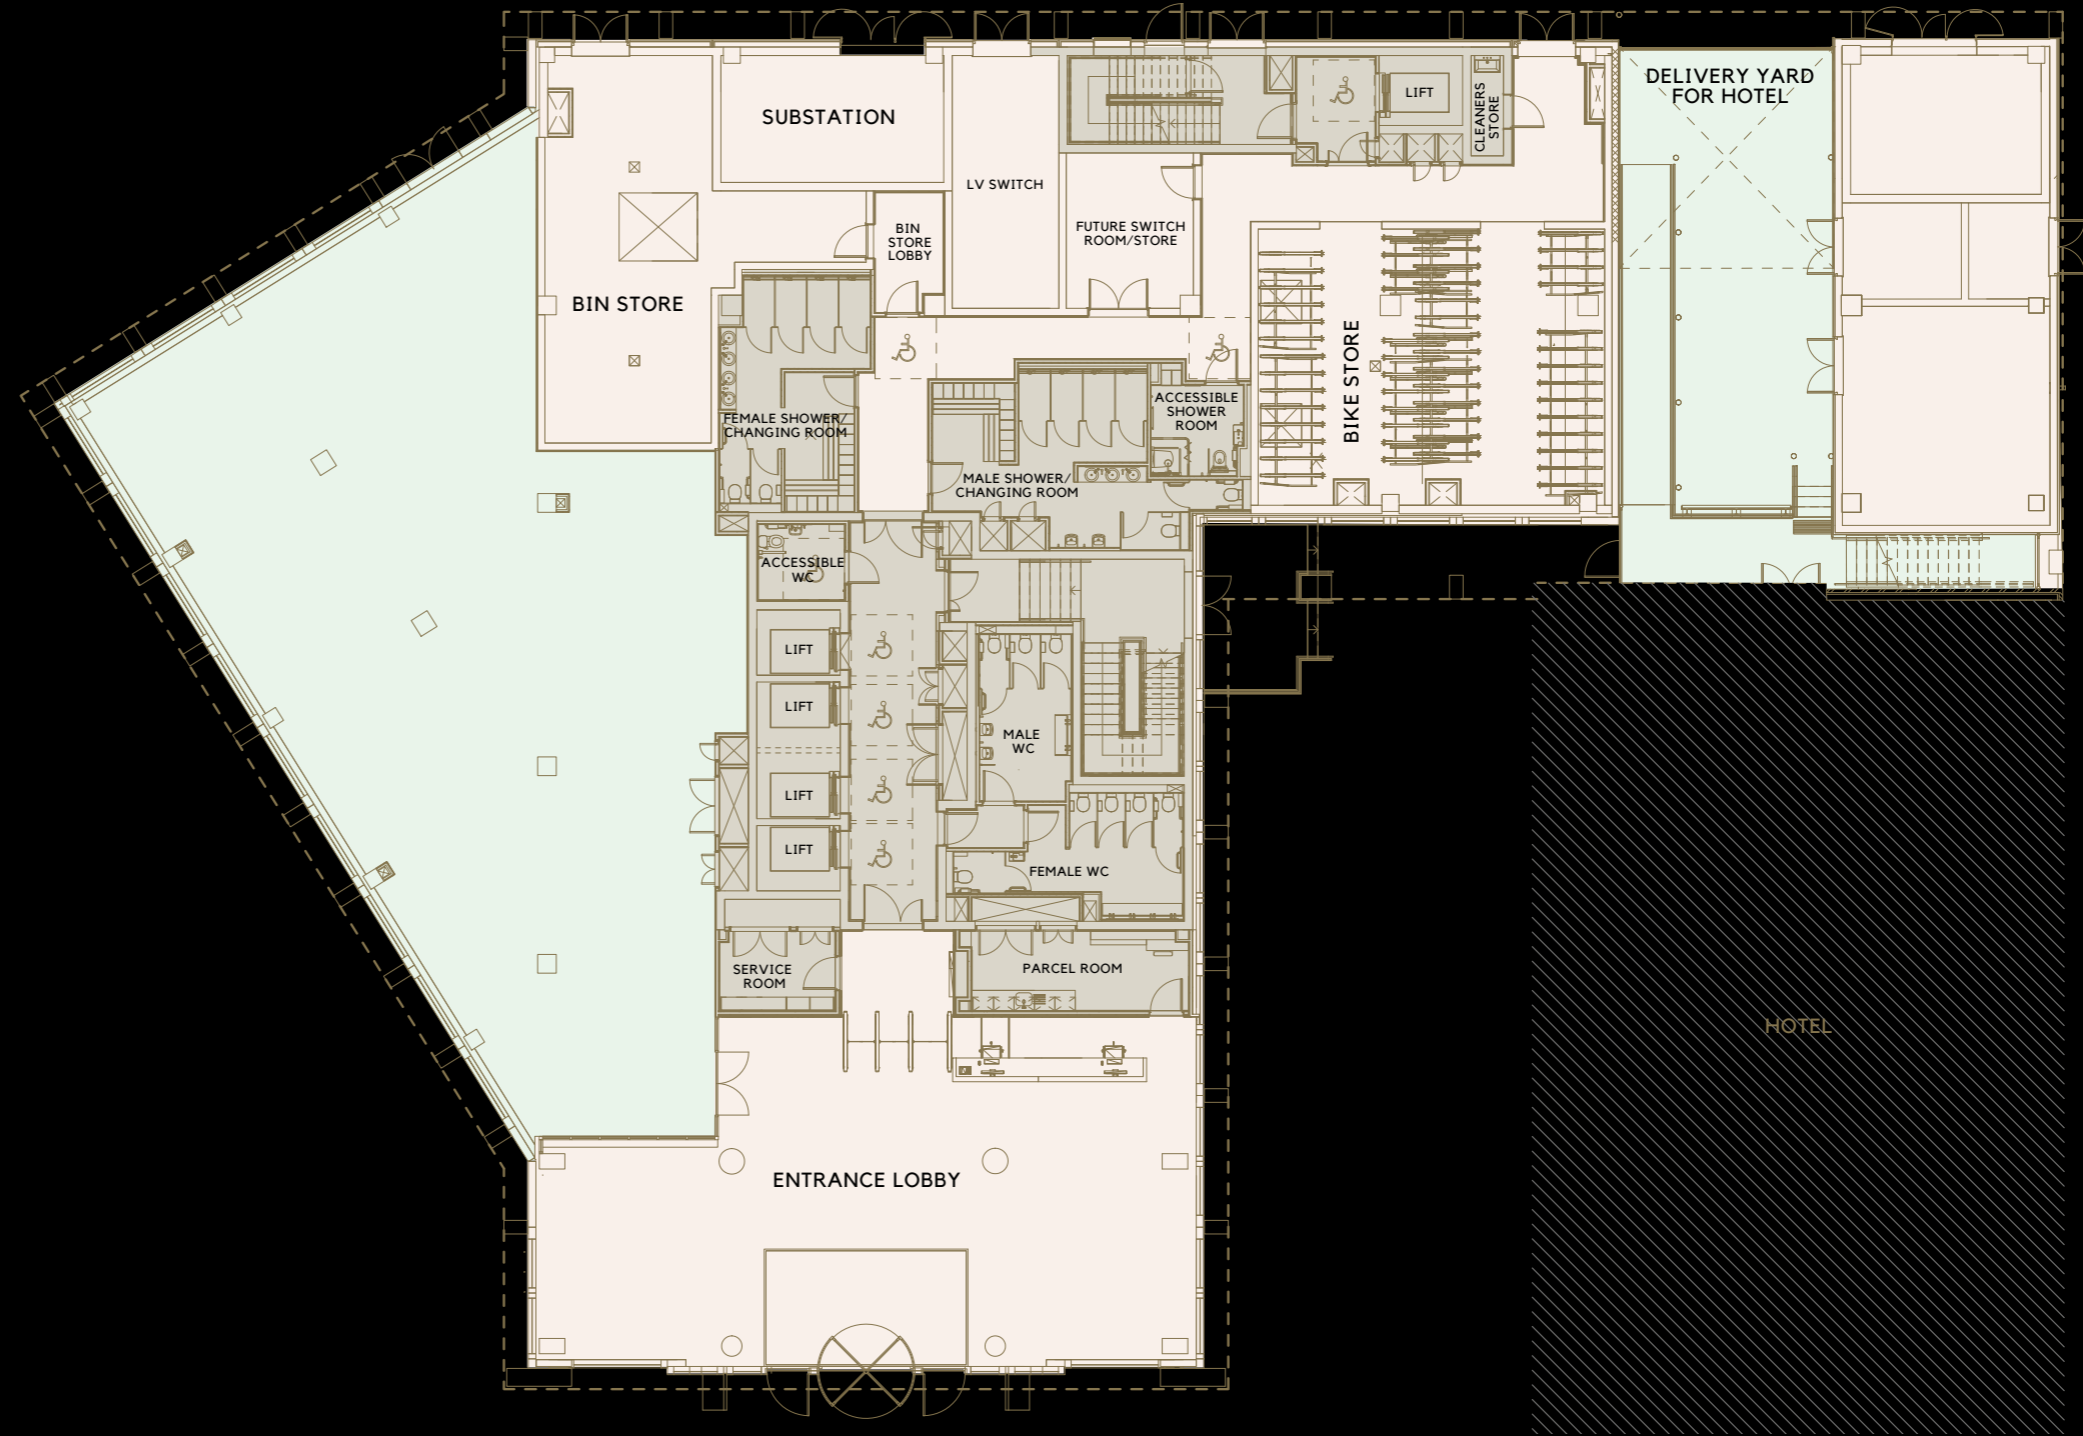 DELIVERY YARD
FOR HOTEL
SUBSTATION
LIFT
CLEANERS
STORE
LV SWITCH
BIN
STORE
LOBBY
FUTURE SWITCH
ROOM/STORE
BIN STORE
BIKE STORE
FEMALE SHOWER/
CHANGING ROOM
ACCESSIBLE
SHOWER
ROOM
MALE SHOWER/
CHANGING ROOM
ACCESSIBLE
WC
LIFT
LIFT
MALE
WC
LIFT
LIFT
FEMALE WC
SERVICE
ROOM
PARCEL ROOM
HOTEL
ENTRANCE LOBBY